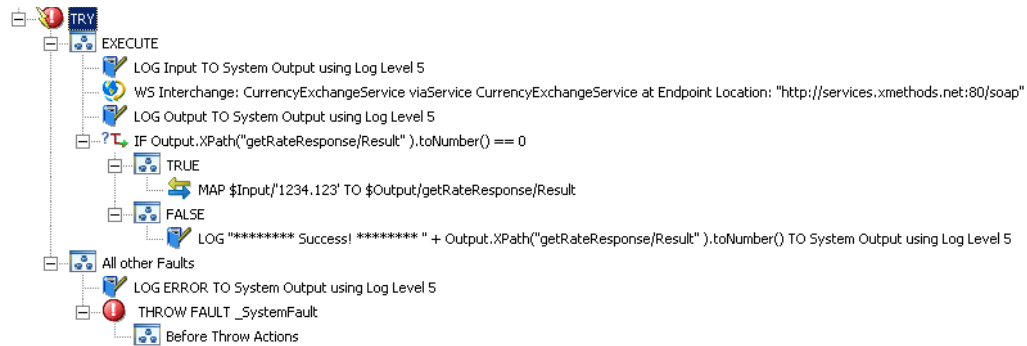 TRY
EXECUTE
LOG Input TO System Output using Log Level 5
WS Interchange: CurrencyExchangeService viaService CurrencyExchangeService at Endpoint Location: "http://services.xmethods.net:80/soap"
LOG Output TO System Output using Log Level 5
IF Output.XPath("getRateResponse/Result" ).toNumber() == 0
TRUE
MAP $Input/'1234.123' TO $Output/getRateResponse/Result
FALSE
LOG "******** Success! ******** " + Output.XPath("getRateResponse/Result" ).toNumber() TO System Output using Log Level 5
All other Faults
LOG ERROR TO System Output using Log Level 5
THROW FAULT _SystemFault
Before Throw Actions